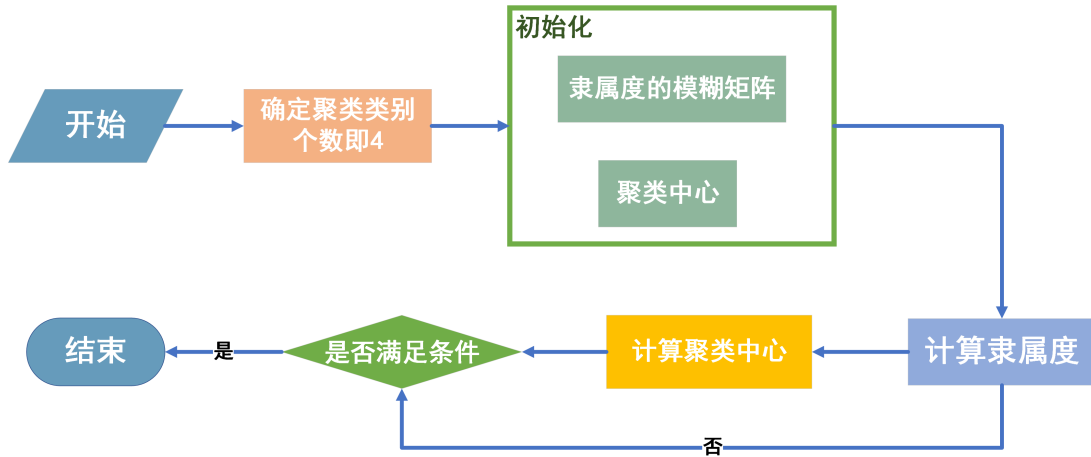 初始化
隶属度的模糊矩阵
开始
确定聚类类别
个数即4
聚类中心
结束
是
是否满足条件
计算聚类中心
计算隶属度
否